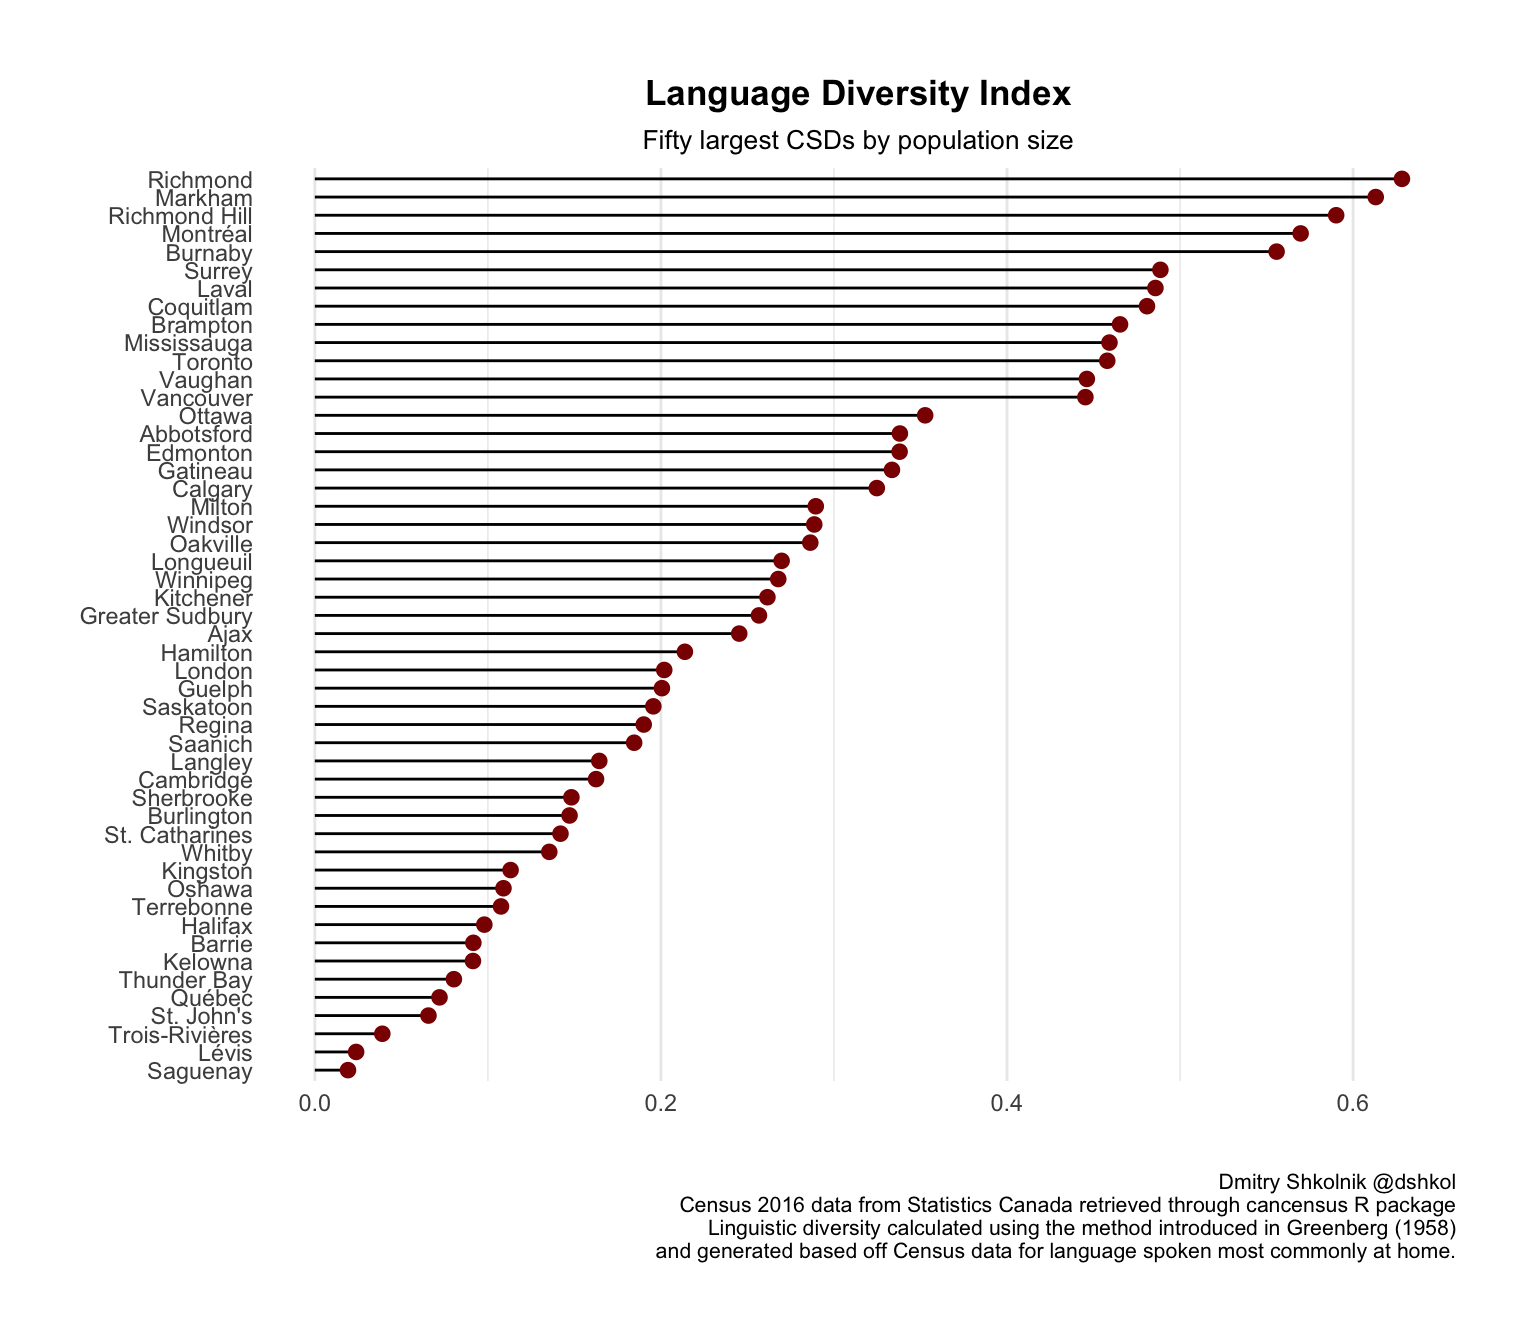 Language Diversity Index
Fifty largest CSDs by population size
Richmond
Markham
Richmond Hill
Montréal
Burnaby
Surrey
Laval
Coquitlam
Brampton
Mississauga
Toronto
Vaughan
Vancouver
Ottawa
Abbotsford
Edmonton
Gatineau
Calgary
Milton
Windsor
Oakville
Longueuil
Winnipeg
Kitchener
Greater Sudbury
Ajax
Hamilton
London
Guelph
Saskatoon
Regina
Saanich
Langley
Cambridge
Sherbrooke
Burlington
St. Catharines
Whitby
Kingston
Oshawa
Terrebonne
Halifax
Barrie
Kelowna
Thunder Bay
Québec
St. John's
Trois-Rivières
Lévis
Saguenay
0.0 0.2 0.4 0.6
Dmitry Shkolnik @dshkol
Census 2016 data from Statistics Canada retrieved through cancensus R package
Linguistic diversity calculated using the method introduced in Greenberg (1958)
and generated based off Census data for language spoken most commonly at home.